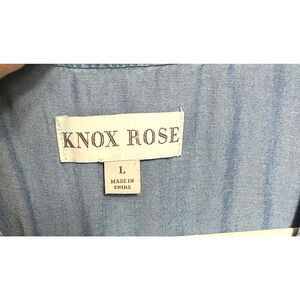 KNOX ROSE
L
MADE IN
CHINA